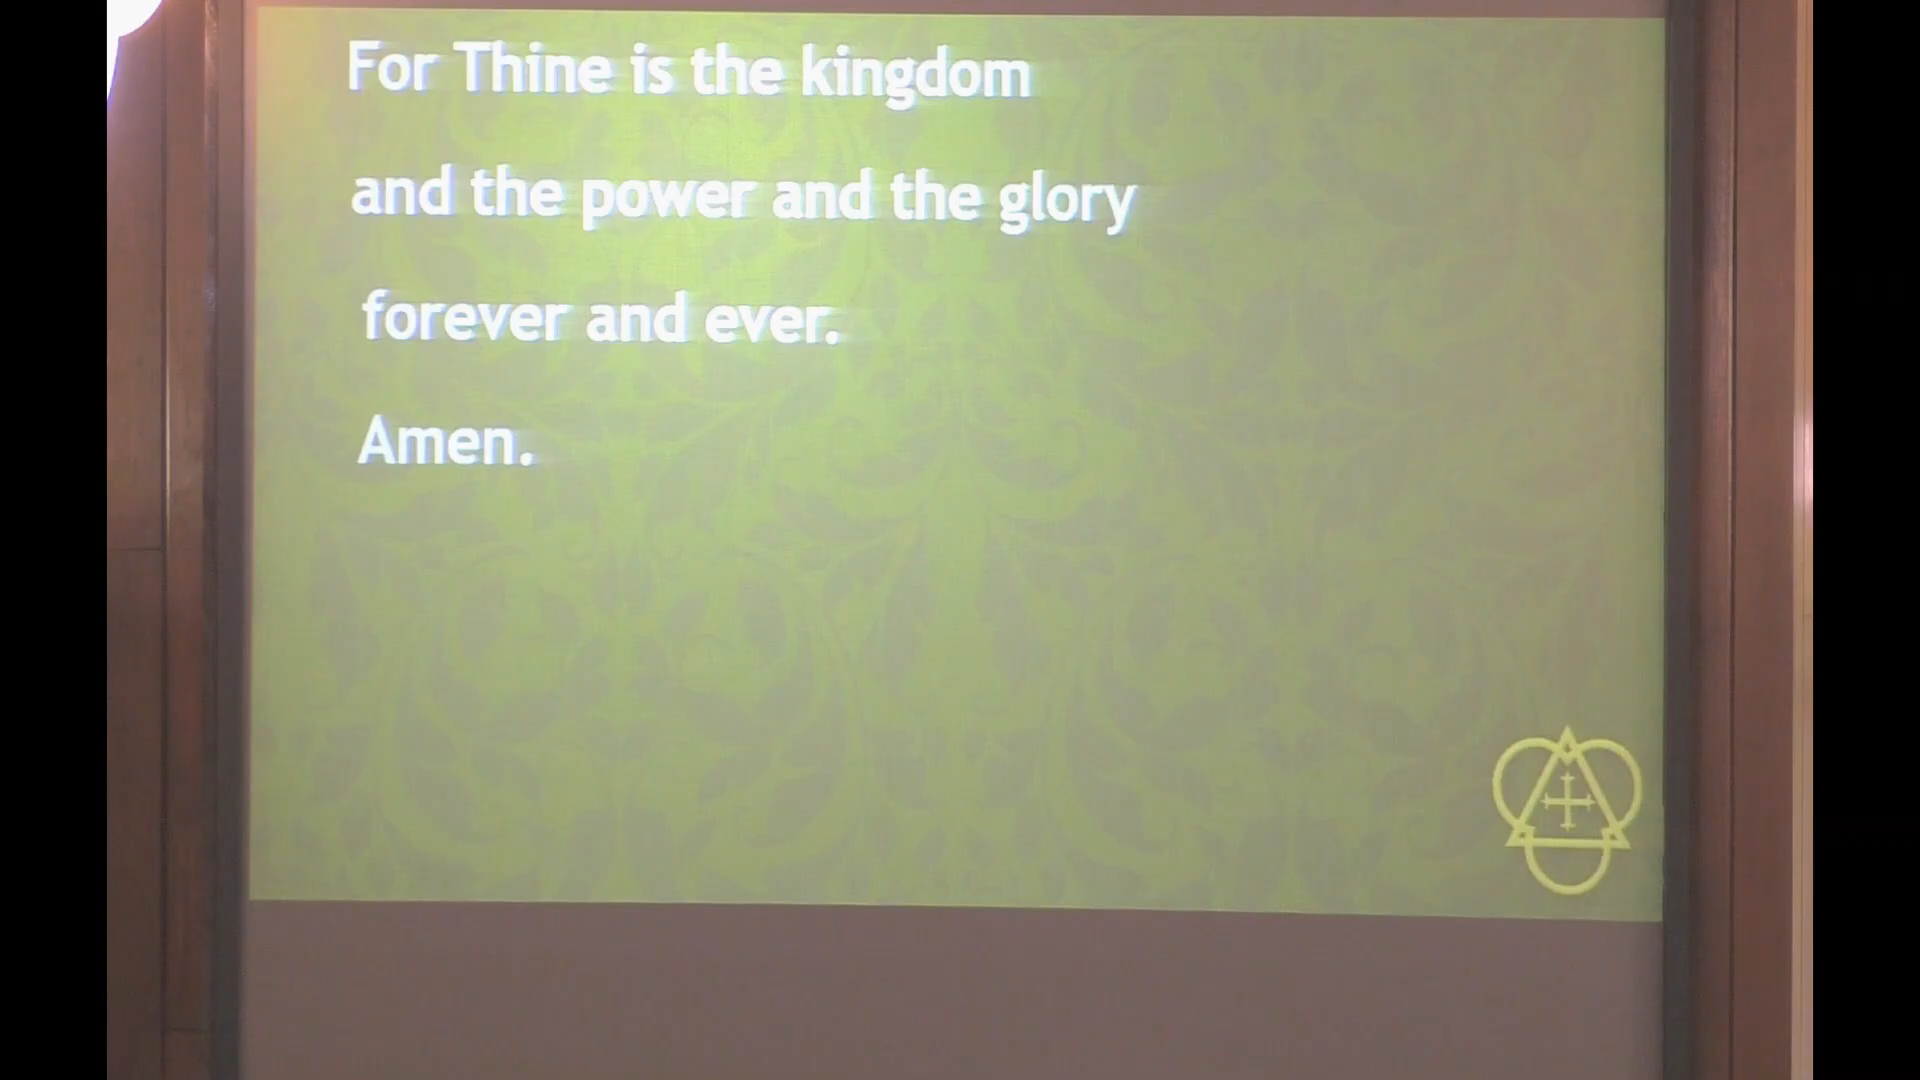 For Thine is the kingdom
and the power and the glory
forever and ever.
Amen.